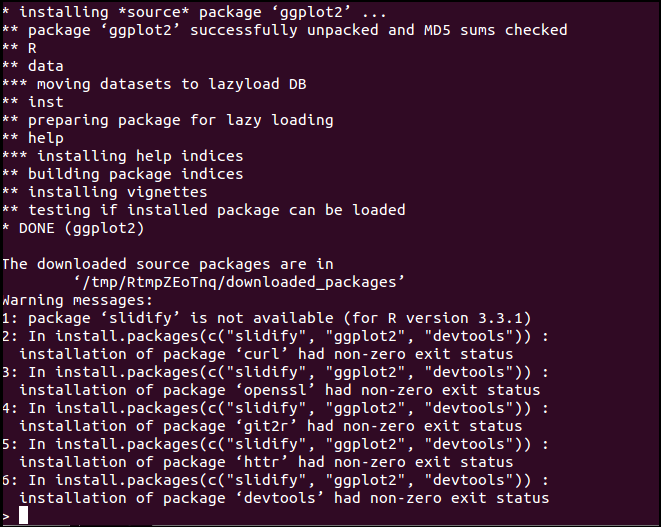 * installing *source* package ‘ggplot2’ ...
** package ‘ggplot2’ successfully unpacked and MD5 sums checked
** R
** data
*** moving datasets to lazyload DB
** inst
** preparing package for lazy loading
** help
*** installing help indices
** building package indices
** installing vignettes
** testing if installed package can be loaded
* DONE (ggplot2)
The downloaded source packages are in
‘/tmp/RtmpZEoTnq/downloaded_packages’
Warning messages:
1: package ‘slidify’ is not available (for R version 3.3.1)
2: In install.packages(c("slidify", "ggplot2", "devtools")) :
installation of package ‘curl’ had non-zero exit status
3: In install.packages(c("slidify", "ggplot2", "devtools")) :
installation of package ‘openssl’ had non-zero exit status
4: In install.packages(c("slidify", "ggplot2", "devtools")) :
installation of package ‘git2r’ had non-zero exit status
5: In install.packages(c("slidify", "ggplot2", "devtools")) :
installation of package ‘httr’ had non-zero exit status
6: In install.packages(c("slidify", "ggplot2", "devtools")) :
installation of package ‘devtools’ had non-zero exit status
>